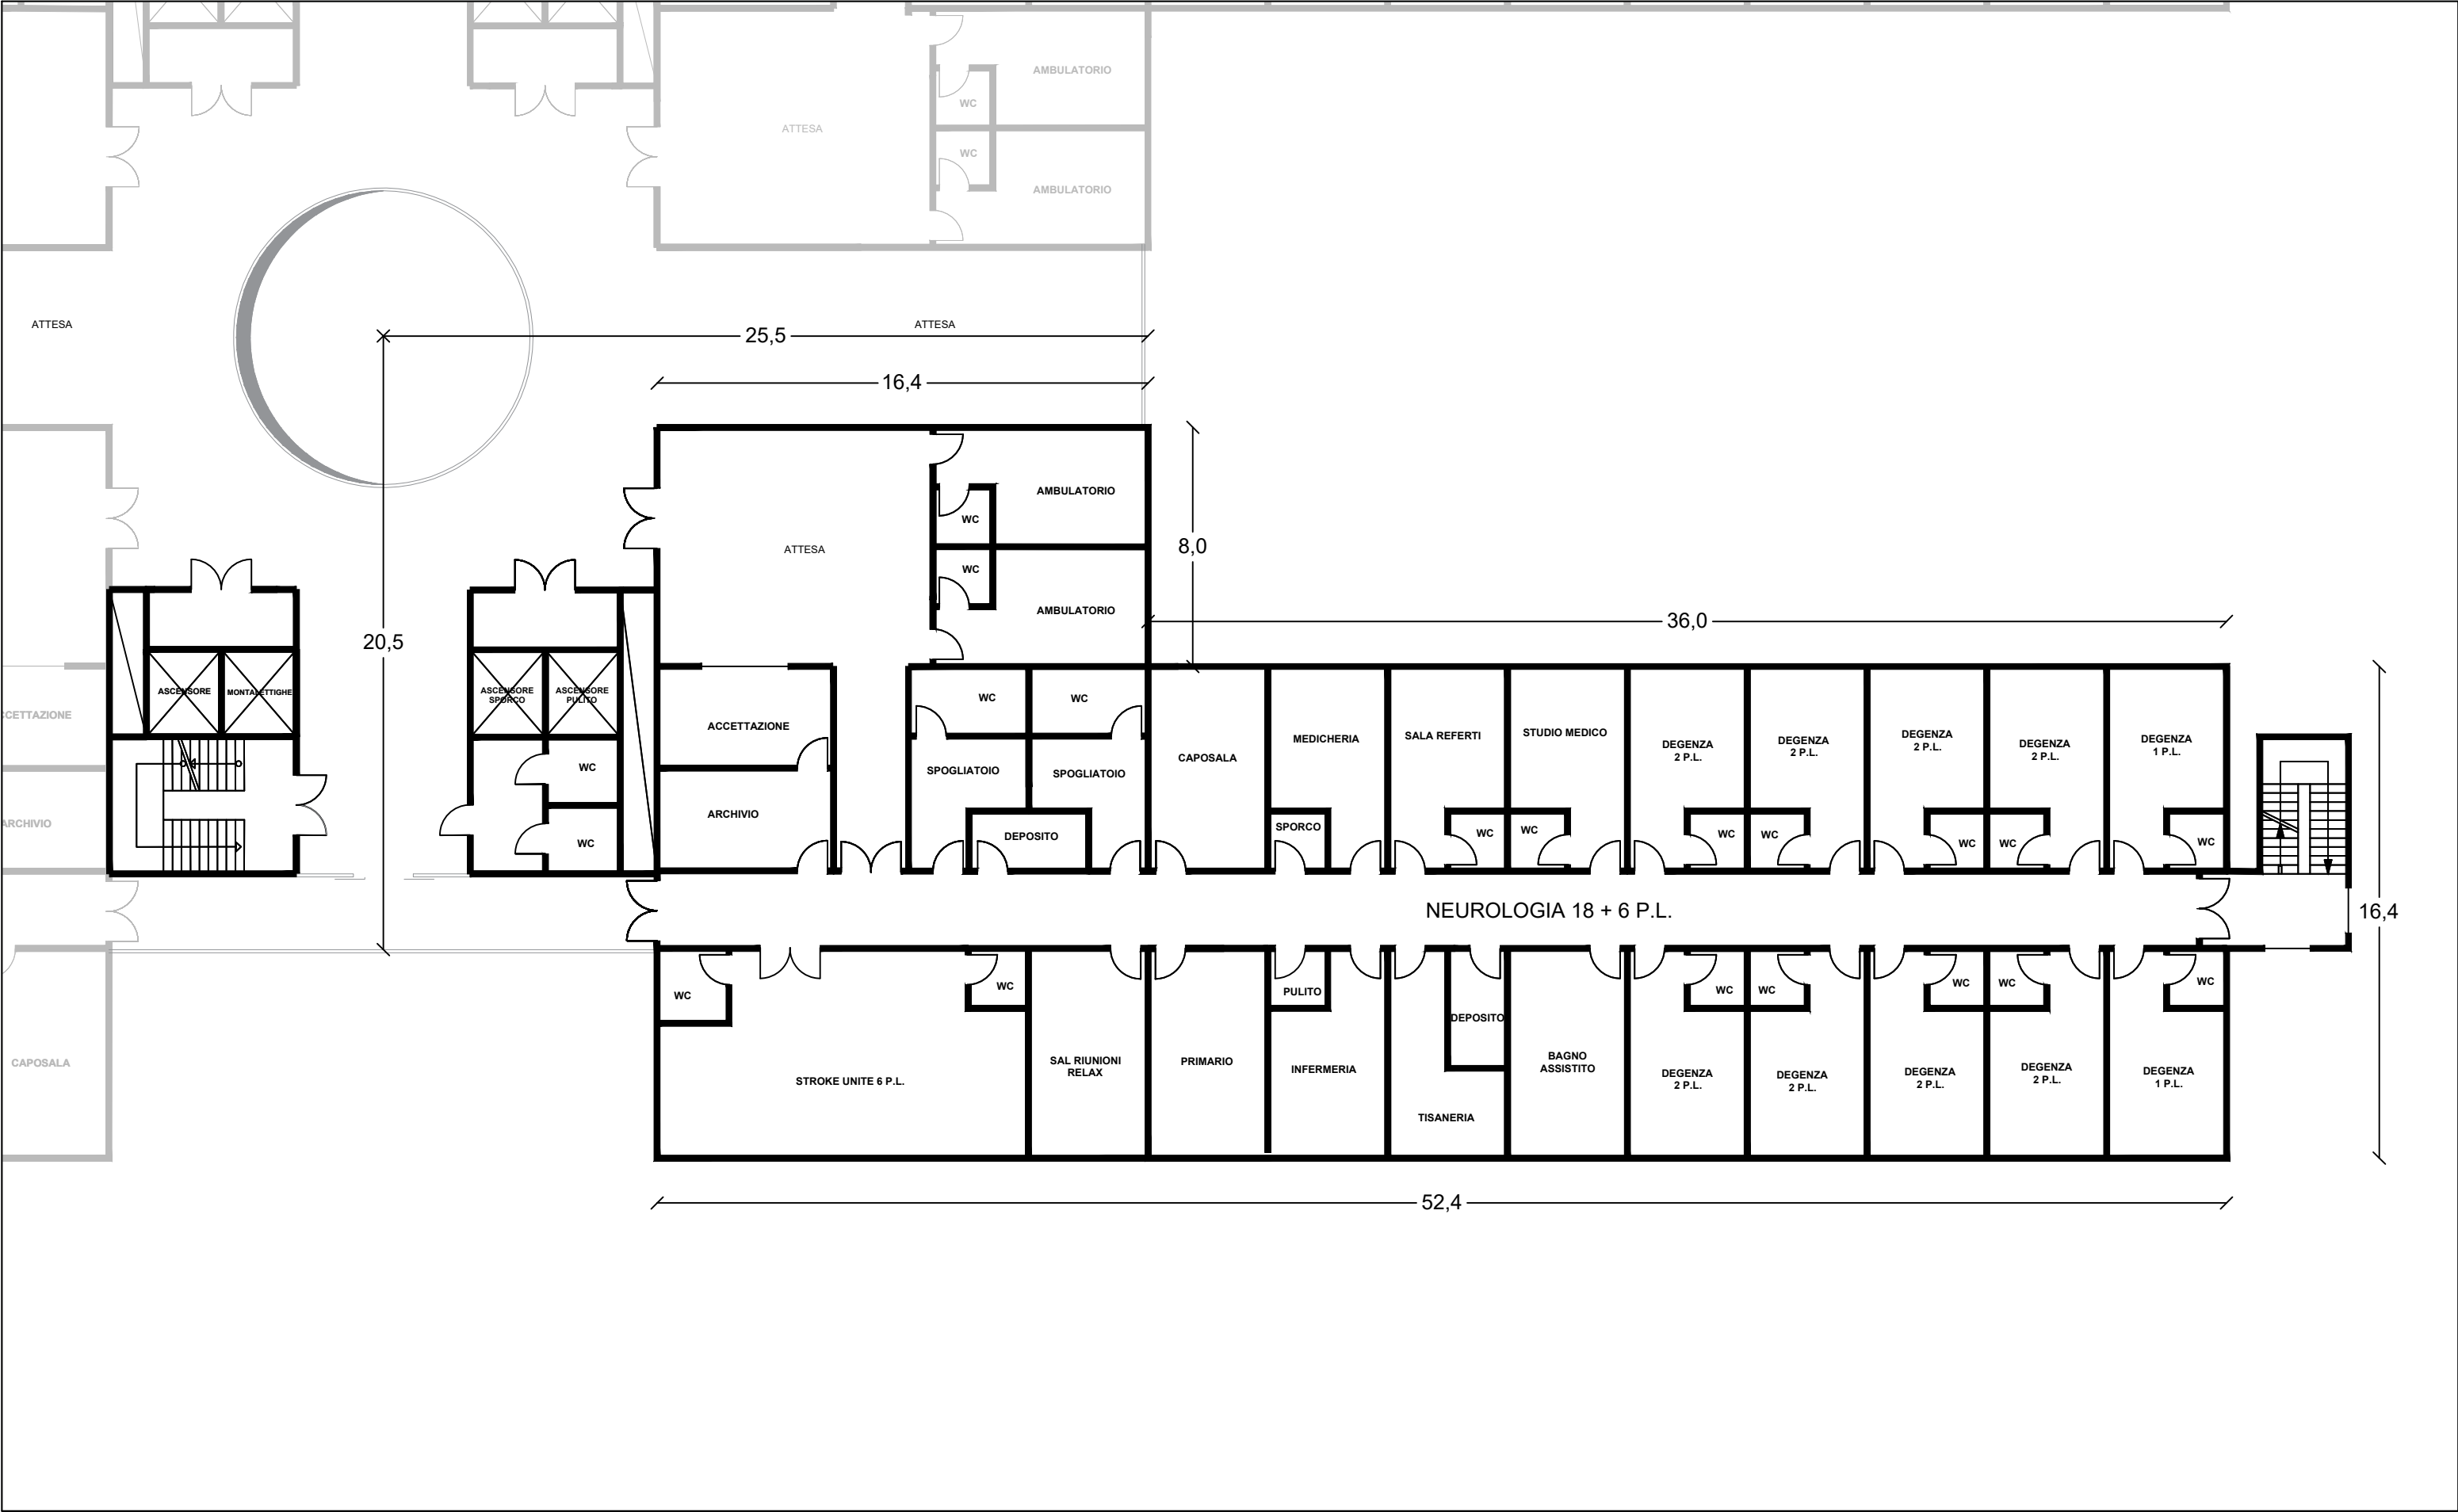 AMBULATORIO
WC
ATTESA
WC
AMBULATORIO
ATTESA
ATTESA
25,5
16,4
AMBULATORIO
WC
ATTESA
8,0
WC
AMBULATORIO
36,0
20,5
ASCENSORE
MONTALETTIGHE
ASCENSORE
SPORCO
ASCENSORE
PULITO
WC
WC
CCETTAZIONE
ACCETTAZIONE
CAPOSALA
MEDICHERIA
SALA REFERTI
STUDIO MEDICO
DEGENZA
2 P.L.
DEGENZA
2 P.L.
DEGENZA
2 P.L.
DEGENZA
2 P.L.
DEGENZA
1 P.L.
WC
SPOGLIATOIO
SPOGLIATOIO
ARCHIVIO
WC
ARCHIVIO
DEPOSITO
SPORCO
WC
WC
WC
WC
WC
WC
WC
NEUROLOGIA 18 + 6 P.L.
16,4
WC
WC
PULITO
WC
WC
WC
WC
WC
DEPOSITO
CAPOSALA
STROKE UNITE 6 P.L.
SAL RIUNIONI
RELAX
PRIMARIO
INFERMERIA
BAGNO
ASSISTITO
DEGENZA
2 P.L.
DEGENZA
2 P.L.
DEGENZA
2 P.L.
DEGENZA
2 P.L.
DEGENZA
1 P.L.
TISANERIA
52,4